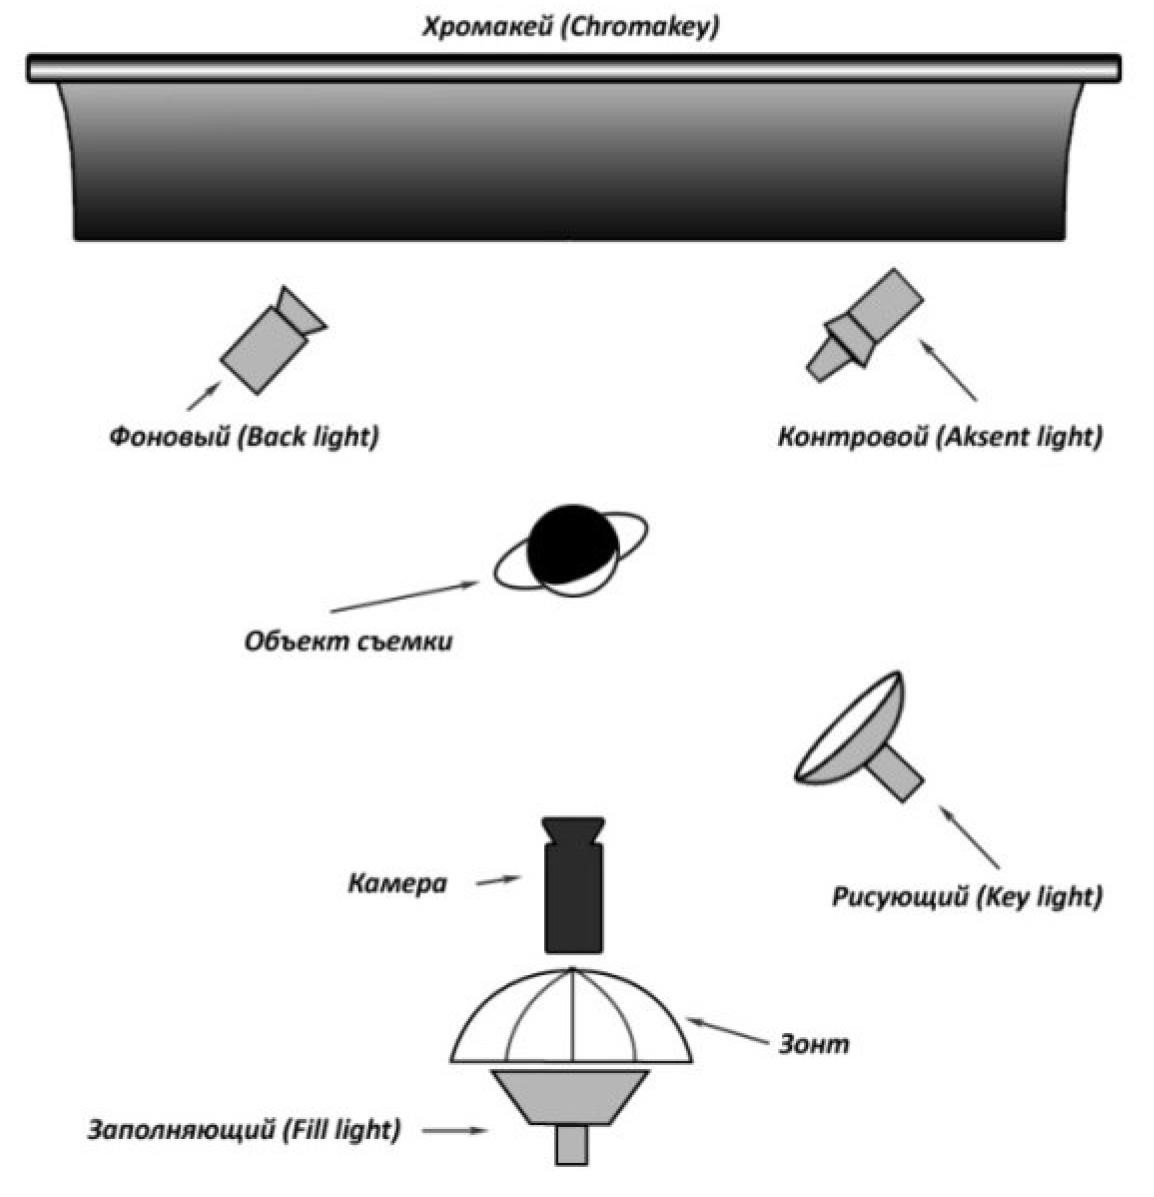 Хромакей (Chromakey)
Фоновый (Back light)
Контровой (Aksent light)
Объект съемки
Камера
Рисующий (Key light)
Зонт
Заполняющий (Fill light)